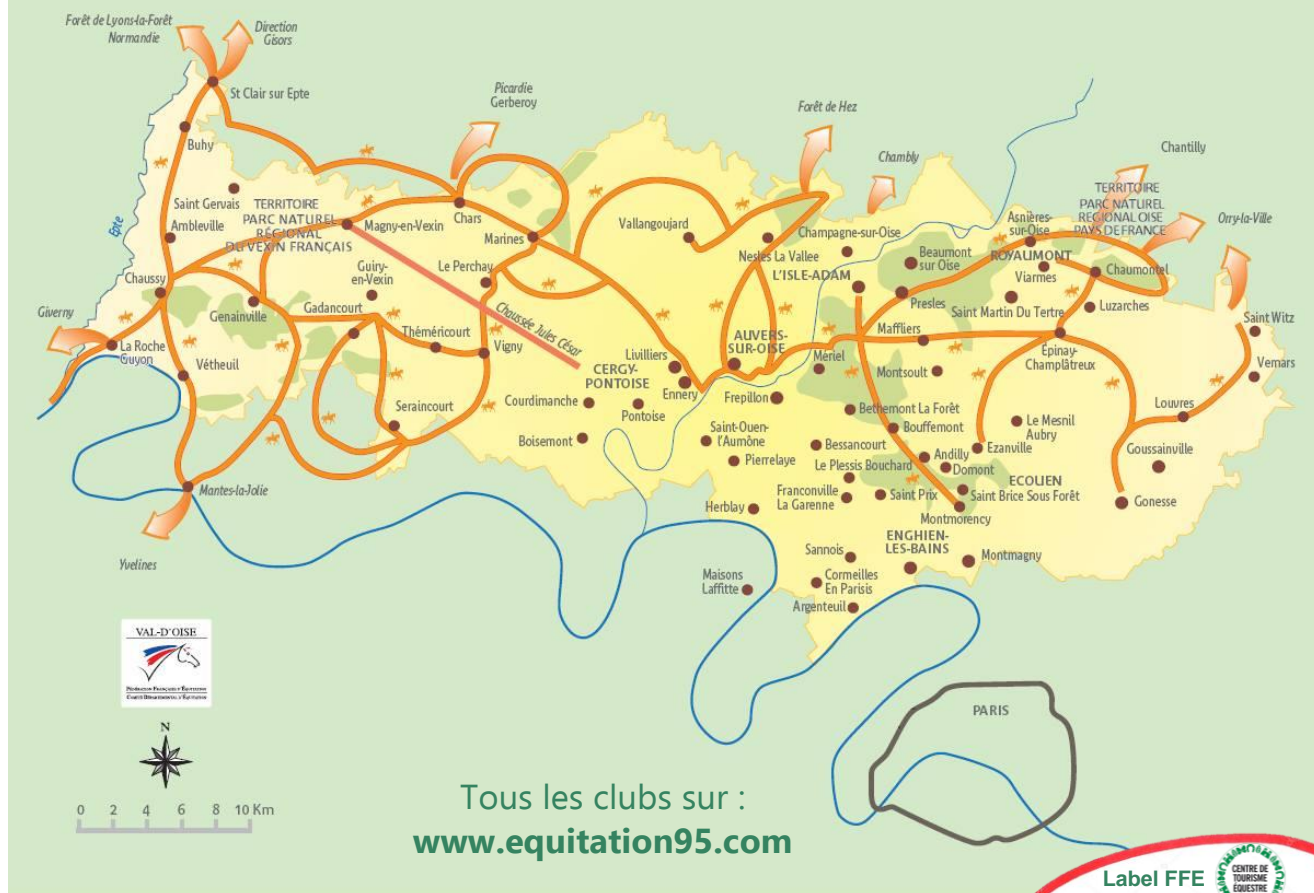 Forêt de Lyons-la-Forêt
Normandie
Direction
Gisors
St Clair sur Epte
Picardie
Gerberoy
Forêt de Hez
Chambly
Chantilly
Buhy
Saint Gervais
Ambleville
Epte
TERRITOIRE
PARC NATUREL
RÉGIONAL
DU VEXIN FRANÇAIS
Magny-en-Vexin
Chars
Marines
Vallangoujard
Nesles La Vallee
Champagne-sur-Oise
L'ISLE-ADAM
Beaumont
sur Oise
Asnières-
sur-Oise
TERRITOIRE
PARC NATUREL
REGIONAL OISE
PAYS DE FRANCE
Orry-la-Ville
ROYAUMONT
Viarmes
Chaumontel
Chaussy
Genainville
Guiry-
en-Vexin
Le Perchay
Gadancourt
Théméricourt
Vigny
Chaussée Jules César
Presles
Saint Martin Du Tertre
Luzarches
Giverny
La Roche
Guyon
Vétheuil
Livilliers
CERGY-
PONTOISE
Ennery
AUVERS-
SUR-OISE
Mériel
Maffliers
Montsoult
Épinay-
Champlâtreux
Saint Witz
Vemars
Seraincourt
Courdimanche
Pontoise
Boisemont
Frepillon
Saint-Ouen-
l'Aumône
Pierrelaye
Bethemont La Forêt
Bouffemont
Bessancourt
Le Plessis Bouchard
Andilly
Domont
Ezanville
Le Mesnil
Aubry
Louvres
Goussainville
Franconville
La Garenne
Saint Prix
ECOUEN
Saint Brice Sous Forêt
Montmorency
Gonesse
Mantes-la-Jolie
Yvelines
Herblay
ENGHIEN-
LES-BAINS
Sannois
Montmagny
Maisons
Laffitte
Cormeilles
En Parisis
Argenteuil
VAL-D'OISE
Fédération Française d'Équitation
Comité Départemental d'Équitation
N
0 2 4 6 8 10 Km
PARIS
Tous les clubs sur :
www.equitation95.com
Label FFE
CENTRE DE
TOURISME
ÉQUESTRE